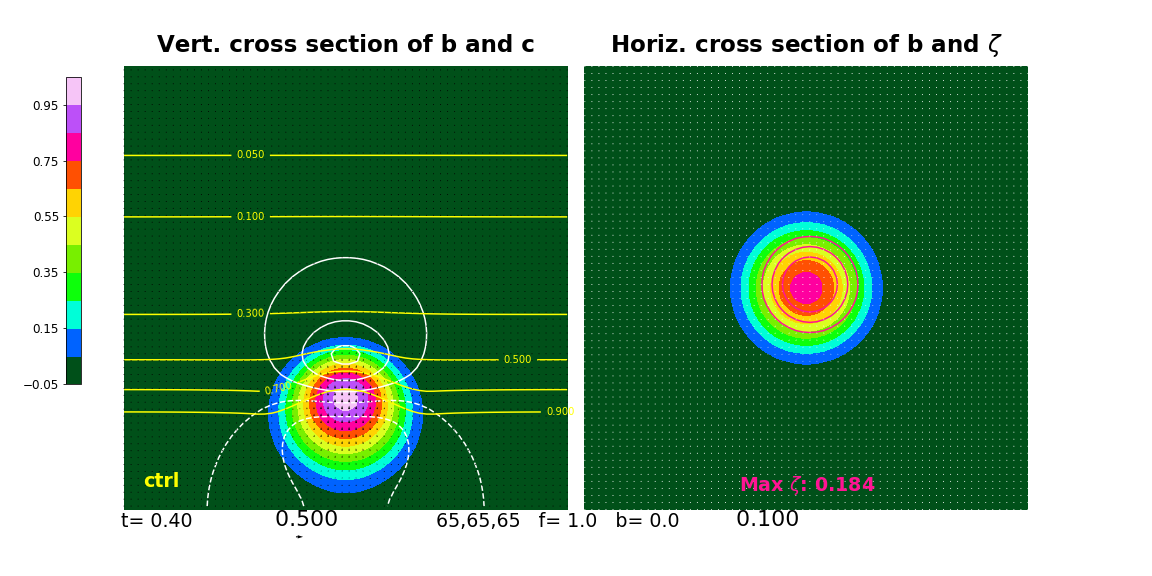 Vert. cross section of b and c
Horiz. cross section of b and ζ
0.95
0.75
0.55
0.35
0.15
−0.05
0.050
0.100
0.300
0.500
0.700
0.900
ctrl
Max ζ: 0.184
t= 0.40
0.500
65,65,65
f= 1.0
b= 0.0
0.100